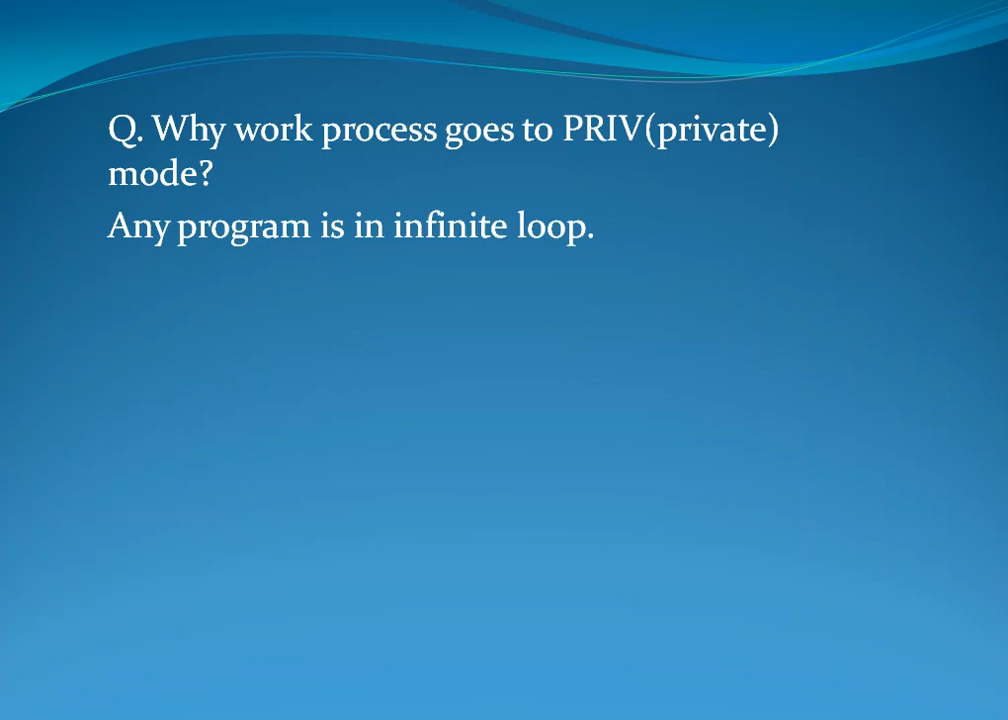 Q. Why work process goes to PRIV(private)
mode?
Any program is in infinite loop.